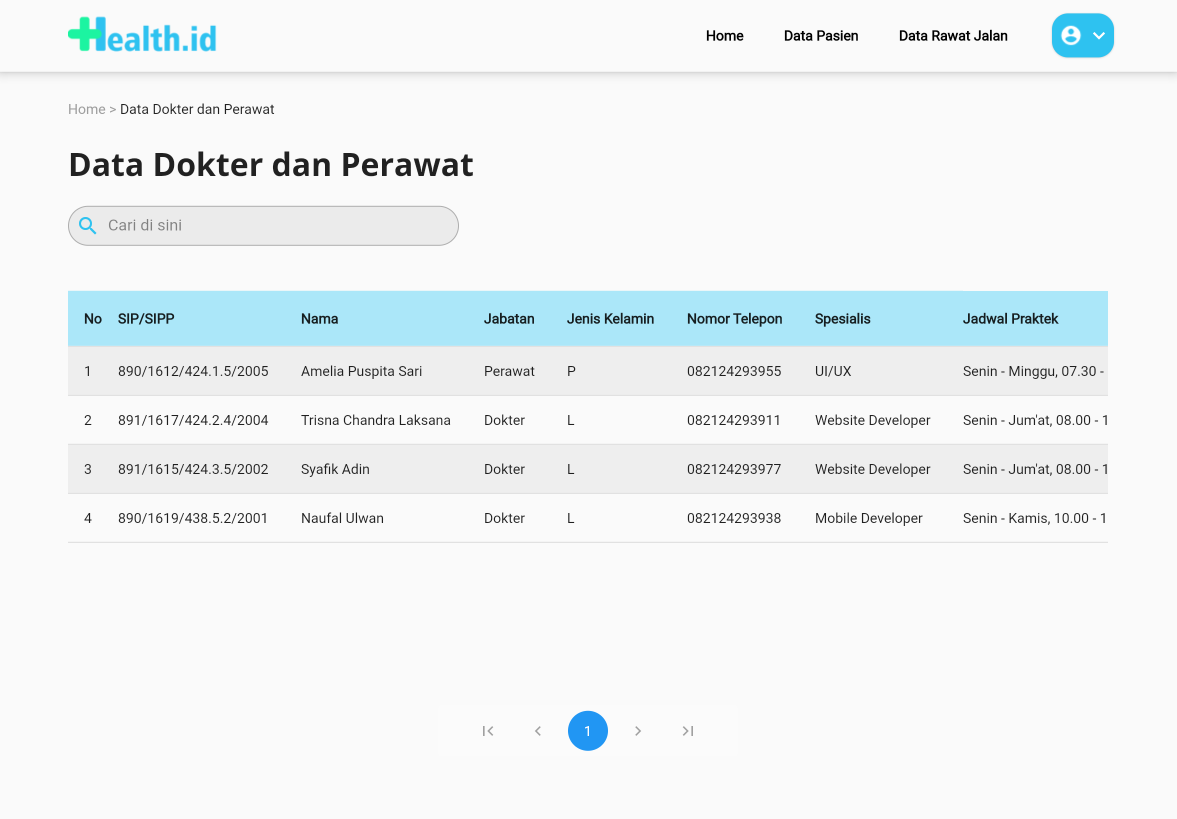 Health.id
Home Data Pasien Data Rawat Jalan
Home > Data Dokter dan Perawat
Data Dokter dan Perawat
Cari di sini
No SIP/SIPP Nama Jabatan Jenis Kelamin Nomor Telepon Spesialis Jadwal Praktek
1 890/1612/424.1.5/2005 Amelia Puspita Sari Perawat P 082124293955 UI/UX Senin - Minggu, 07.30 -
2 891/1617/424.2.4/2004 Trisna Chandra Laksana Dokter L 082124293911 Website Developer Senin - Jum'at, 08.00 - 1
3 891/1615/424.3.5/2002 Syafik Adin Dokter L 082124293977 Website Developer Senin - Jum'at, 08.00 - 1
4 890/1619/438.5.2/2001 Naufal Ulwan Dokter L 082124293938 Mobile Developer Senin - Kamis, 10.00 - 1
1